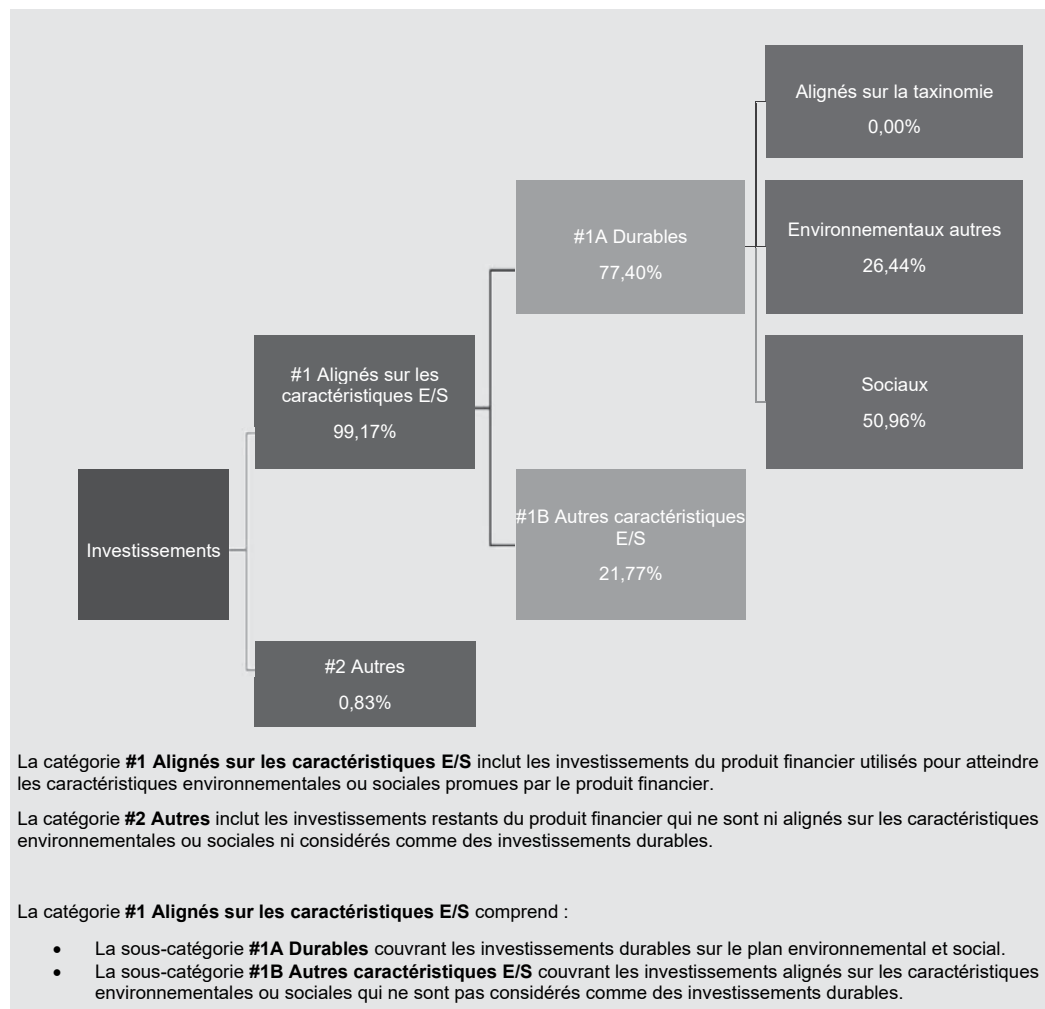 Alignés sur la taxinomie
0,00%
#1A Durables
77,40%
Environnementaux autres
26,44%
#1 Alignés sur les
caractéristiques E/S
99,17%
Sociaux
50,96%
Investissements
#1B Autres caractéristiques
E/S
21,77%
#2 Autres
0,83%
La catégorie #1 Alignés sur les caractéristiques E/S inclut les investissements du produit financier utilisés pour atteindre
les caractéristiques environnementales ou sociales promues par le produit financier.
La catégorie #2 Autres inclut les investissements restants du produit financier qui ne sont ni alignés sur les caractéristiques
environnementales ou sociales ni considérés comme des investissements durables.
La catégorie #1 Alignés sur les caractéristiques E/S comprend :
• La sous-catégorie #1A Durables couvrant les investissements durables sur le plan environnemental et social.
• La sous-catégorie #1B Autres caractéristiques E/S couvrant les investissements alignés sur les caractéristiques
environnementales ou sociales qui ne sont pas considérés comme des investissements durables.